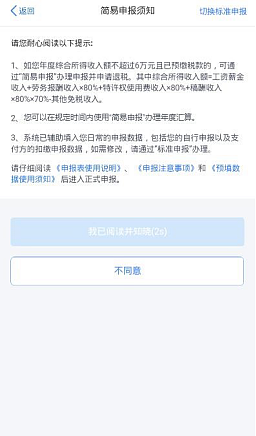 返回 简易申报须知 切换标准申报
请您耐心阅读以下提示:
1、如您年度综合所得收入额不超过6万元且已预缴税款的，可通
过“简易申报”办理申报并申请退税。其中综合所得收入额=工资薪金
收入+劳务报酬收入×80%+特许权使用费收入×80%+稿酬收入
×80%×70%-其他免税收入。
2、您可以在规定时间内使用“简易申报”办理年度汇算。
3、系统已辅助填入您日常的申报数据，包括您的自行申报以及支
付方的扣缴申报数据，如需修改，请通过“标准申报”办理。
请仔细阅读 《申报表使用说明》、《申报注意事项》和 《预填数
据使用须知》 后进入正式申报。
我已阅读并知晓(2s)
不同意